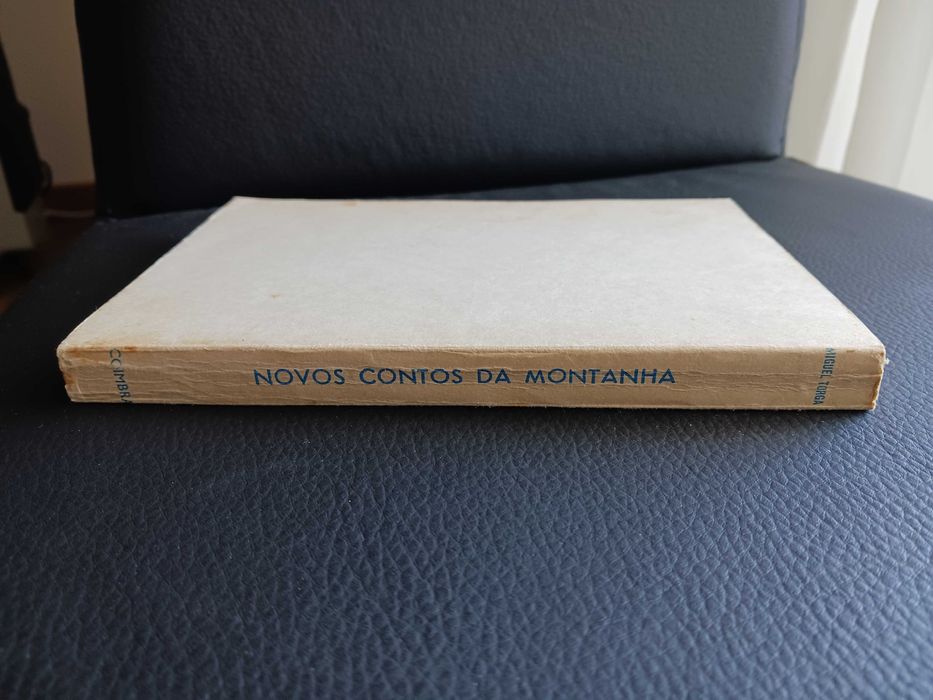 COIMBRA
NOVOS CONTOS DA MONTANHA
MIGUEL TORGA